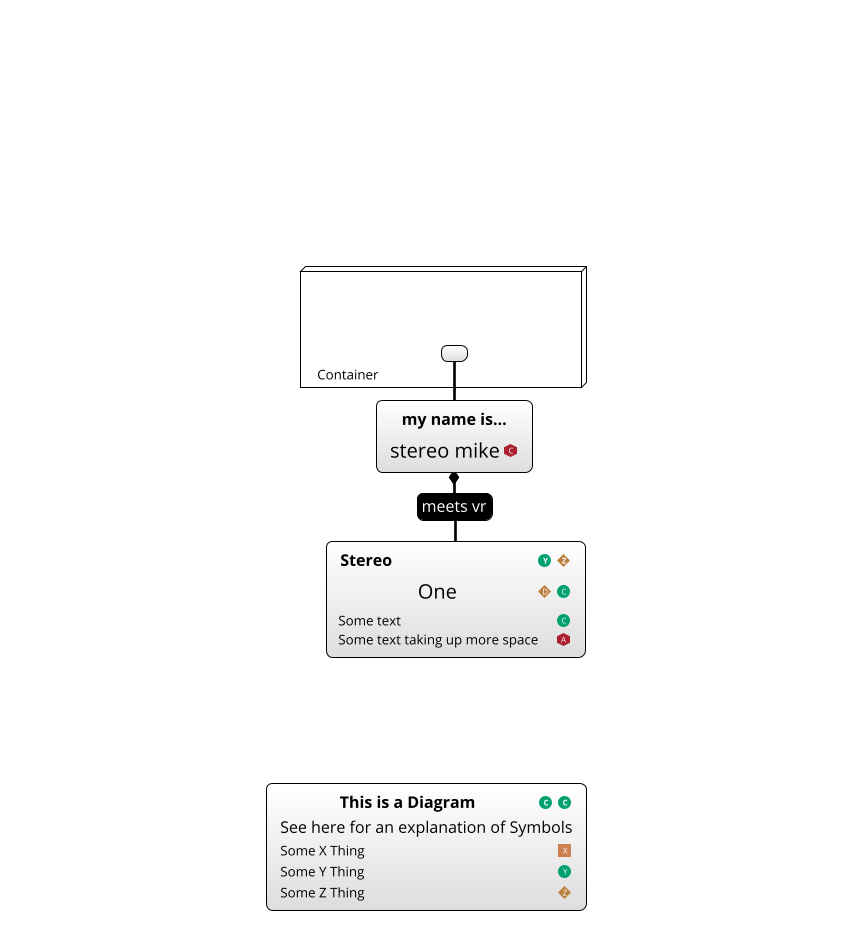 Container
my name is...
stereo mike C
meets vr
Stereo Y Z
One D C
Some text C
Some text taking up more space A
This is a Diagram C C
See here for an explanation of Symbols
Some X Thing X
Some Y Thing Y
Some Z Thing Z